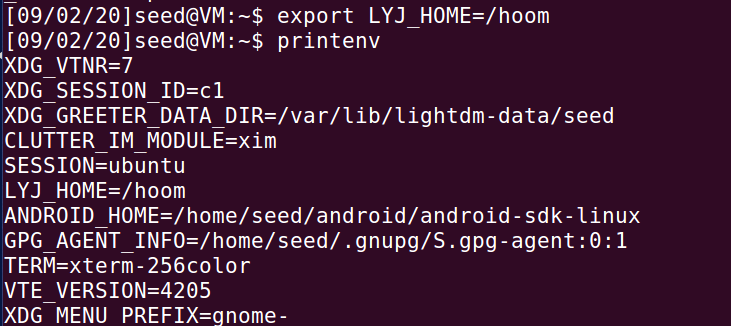 [09/02/20]seed@VM:~$ export LYJ_HOME=/hoom
[09/02/20]seed@VM:~$ printenv
XDG_VTNR=7
XDG_SESSION_ID=c1
XDG_GREETER_DATA_DIR=/var/lib/lightdm-data/seed
CLUTTER_IM_MODULE=xim
SESSION=ubuntu
LYJ_HOME=/hoom
ANDROID_HOME=/home/seed/android/android-sdk-linux
GPG_AGENT_INFO=/home/seed/.gnupg/S.gpg-agent:0:1
TERM=xterm-256color
VTE_VERSION=4205
XDG_MENU_PREFIX=gnome-